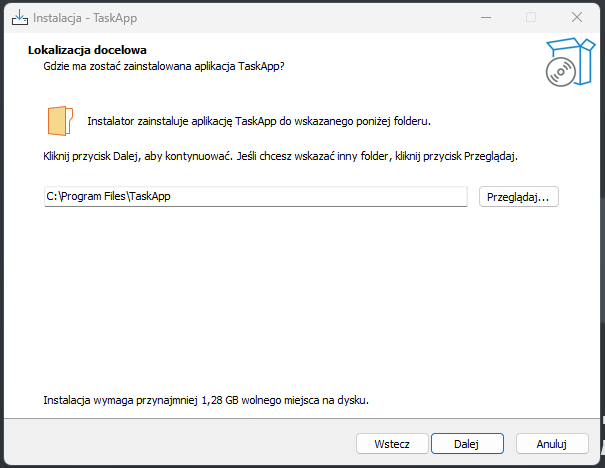 Instalacja - TaskApp
Lokalizacja docelowa
Gdzie ma zostać zainstalowana aplikacja TaskApp?
Instalator zainstaluje aplikację TaskApp do wskazanego poniżej folderu.
Kliknij przycisk Dalej, aby kontynuować. Jeśli chcesz wskazać inny folder, kliknij przycisk Przeglądaj.
C:\Program Files\TaskApp
Przeglądaj...
Instalacja wymaga przynajmniej 1,28 GB wolnego miejsca na dysku.
Wstecz
Dalej
Anuluj